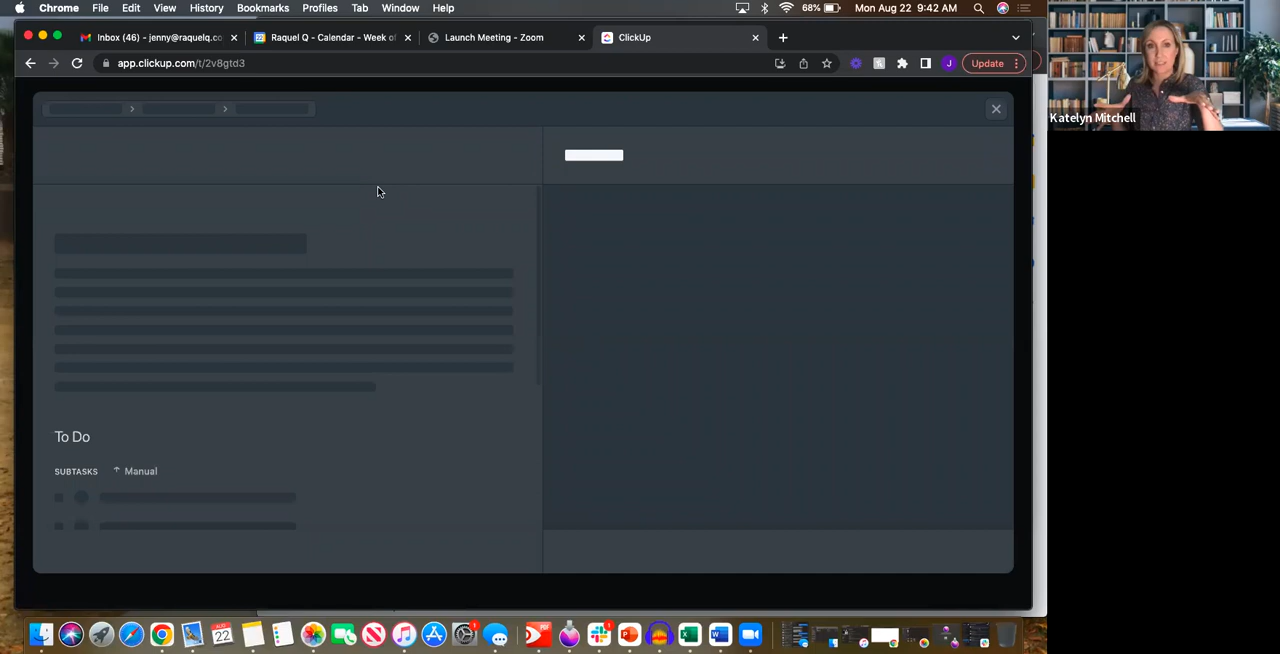 Chrome File Edit View History Bookmarks Profiles Tab Window Help 68% Mon Aug 22 9:42 AM
Inbox (46) - jenny@raquelq.co Raquel Q - Calendar - Week of Launch Meeting - Zoom ClickUp
app.clickup.com/t/2v8gtd3 J Update
Katelyn Mitchell
To Do
SUBTASKS Manual